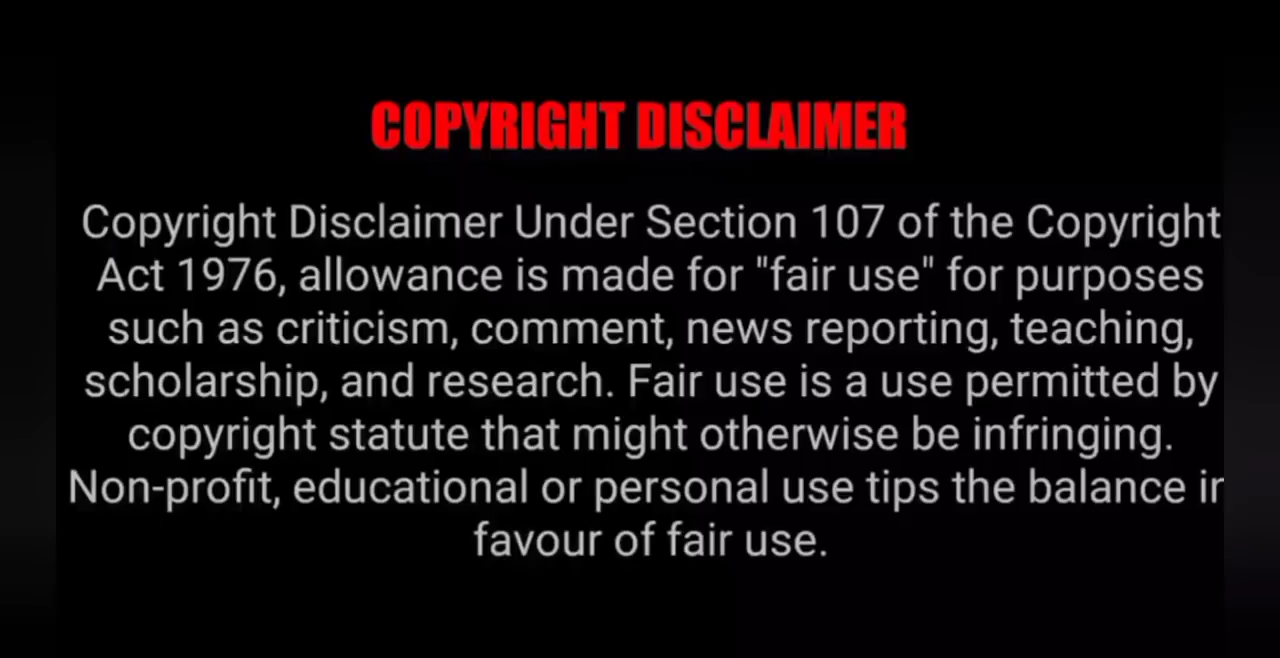 COPYRIGHT DISCLAIMER
Copyright Disclaimer Under Section 107 of the Copyright
Act 1976, allowance is made for "fair use" for purposes
such as criticism, comment, news reporting, teaching,
scholarship, and research. Fair use is a use permitted by
copyright statute that might otherwise be infringing.
Non-profit, educational or personal use tips the balance in
favour of fair use.